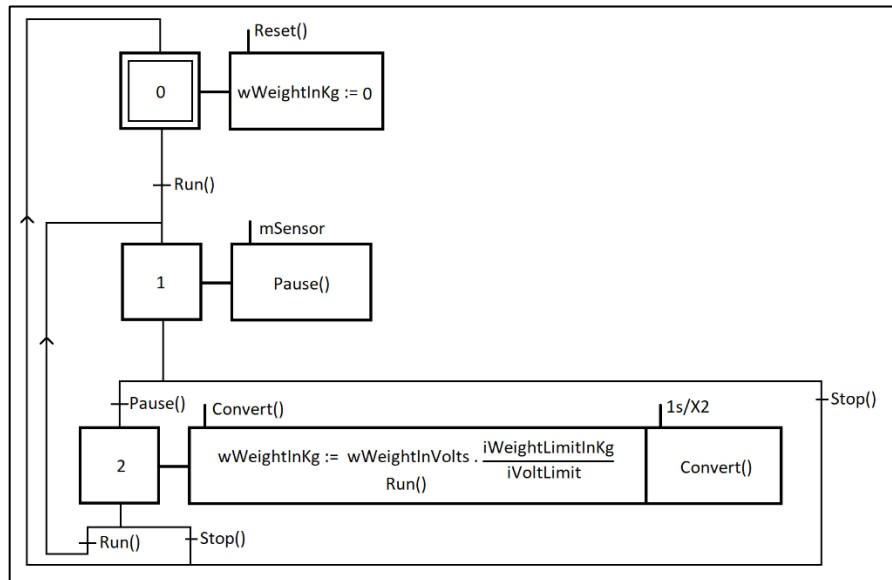 Reset()
0
wWeightInKg := 0
Run()
mSensor
1
Pause()
Pause()
Stop()
Convert()
1s/X2
2
wWeightInKg := wWeightInVolts . iWeightLimitInKg
iVoltLimit
Run()
Convert()
Run()
Stop()